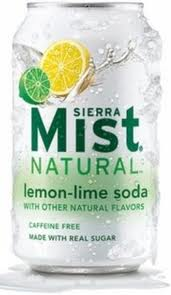 SIERRA
Mist
NATURAL
lemon-lime soda
WITH OTHER NATURAL FLAVORS
CAFFEINE FREE
MADE WITH REAL SUGAR